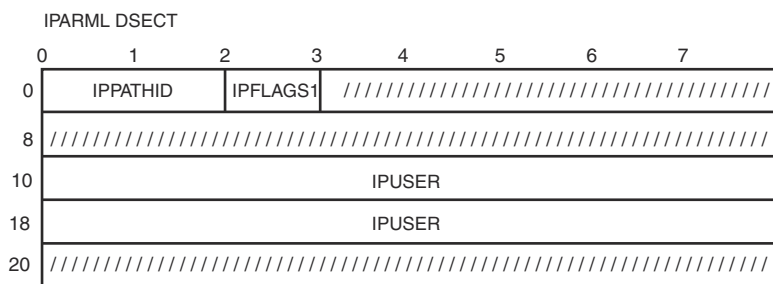 IPARML DSECT
0 1 2 3 4 5 6 7
0 IPPATHID IPFLAGS1 ////////////////////////////////////////
8 ////////////////////////////////////////////////////////////////////
10 IPUSER
18 IPUSER
20 ////////////////////////////////////////////////////////////////////